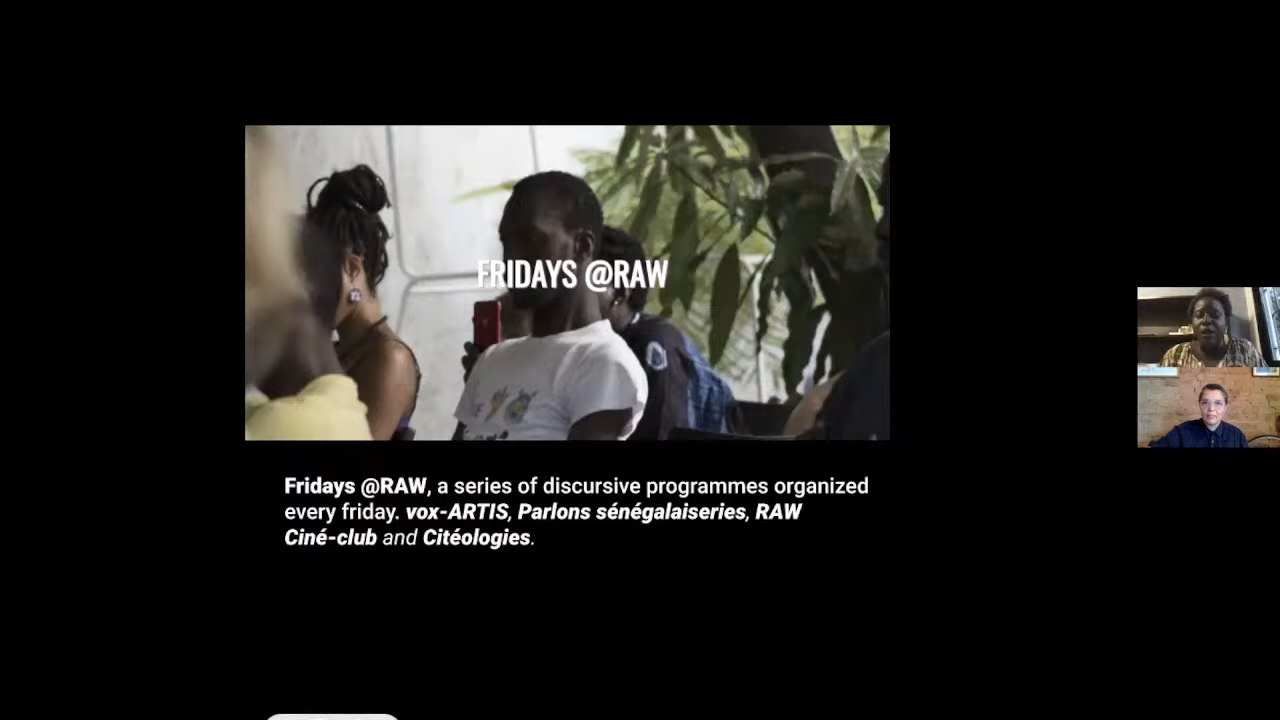 FRIDAYS @RAW
Fridays @RAW, a series of discursive programmes organized
every friday. vox-ARTIS, Parlons sénégalaiseries, RAW
Ciné-club and Citéologies.